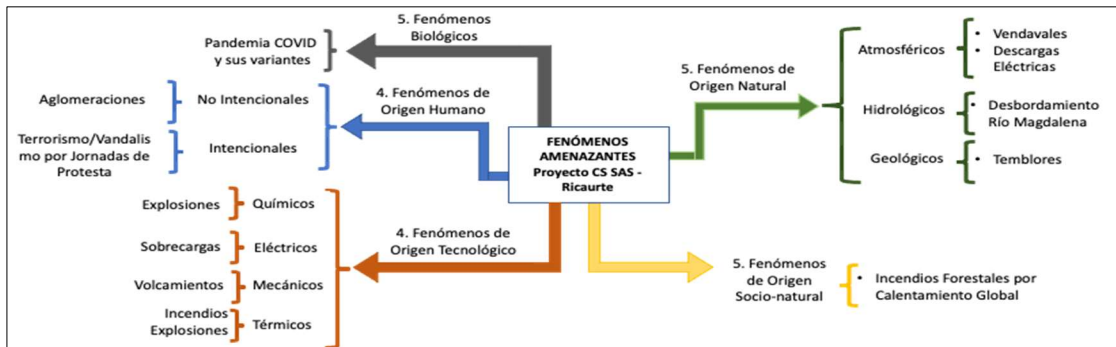 5. Fenómenos
Biológicos
Pandemia COVID
y sus variantes
4. Fenómenos de
Origen Humano
No Intencionales
Aglomeraciones
Intencionales
Terrorismo/Vandalis
mo por Jornadas de
Protesta
FENÓMENOS
AMENAZANTES
Proyecto CS SAS -
Ricaurte
5. Fenómenos de
Origen Natural
Atmosféricos
• Vendavales
• Descargas
Eléctricas
Hidrológicos
• Desbordamiento
Río Magdalena
Geológicos
• Temblores
4. Fenómenos de
Origen Tecnológico
Químicos
Explosiones
Eléctricos
Sobrecargas
Mecánicos
Volcamientos
Térmicos
Incendios
Explosiones
5. Fenómenos
de Origen
Socio-natural
• Incendios Forestales por
Calentamiento Global